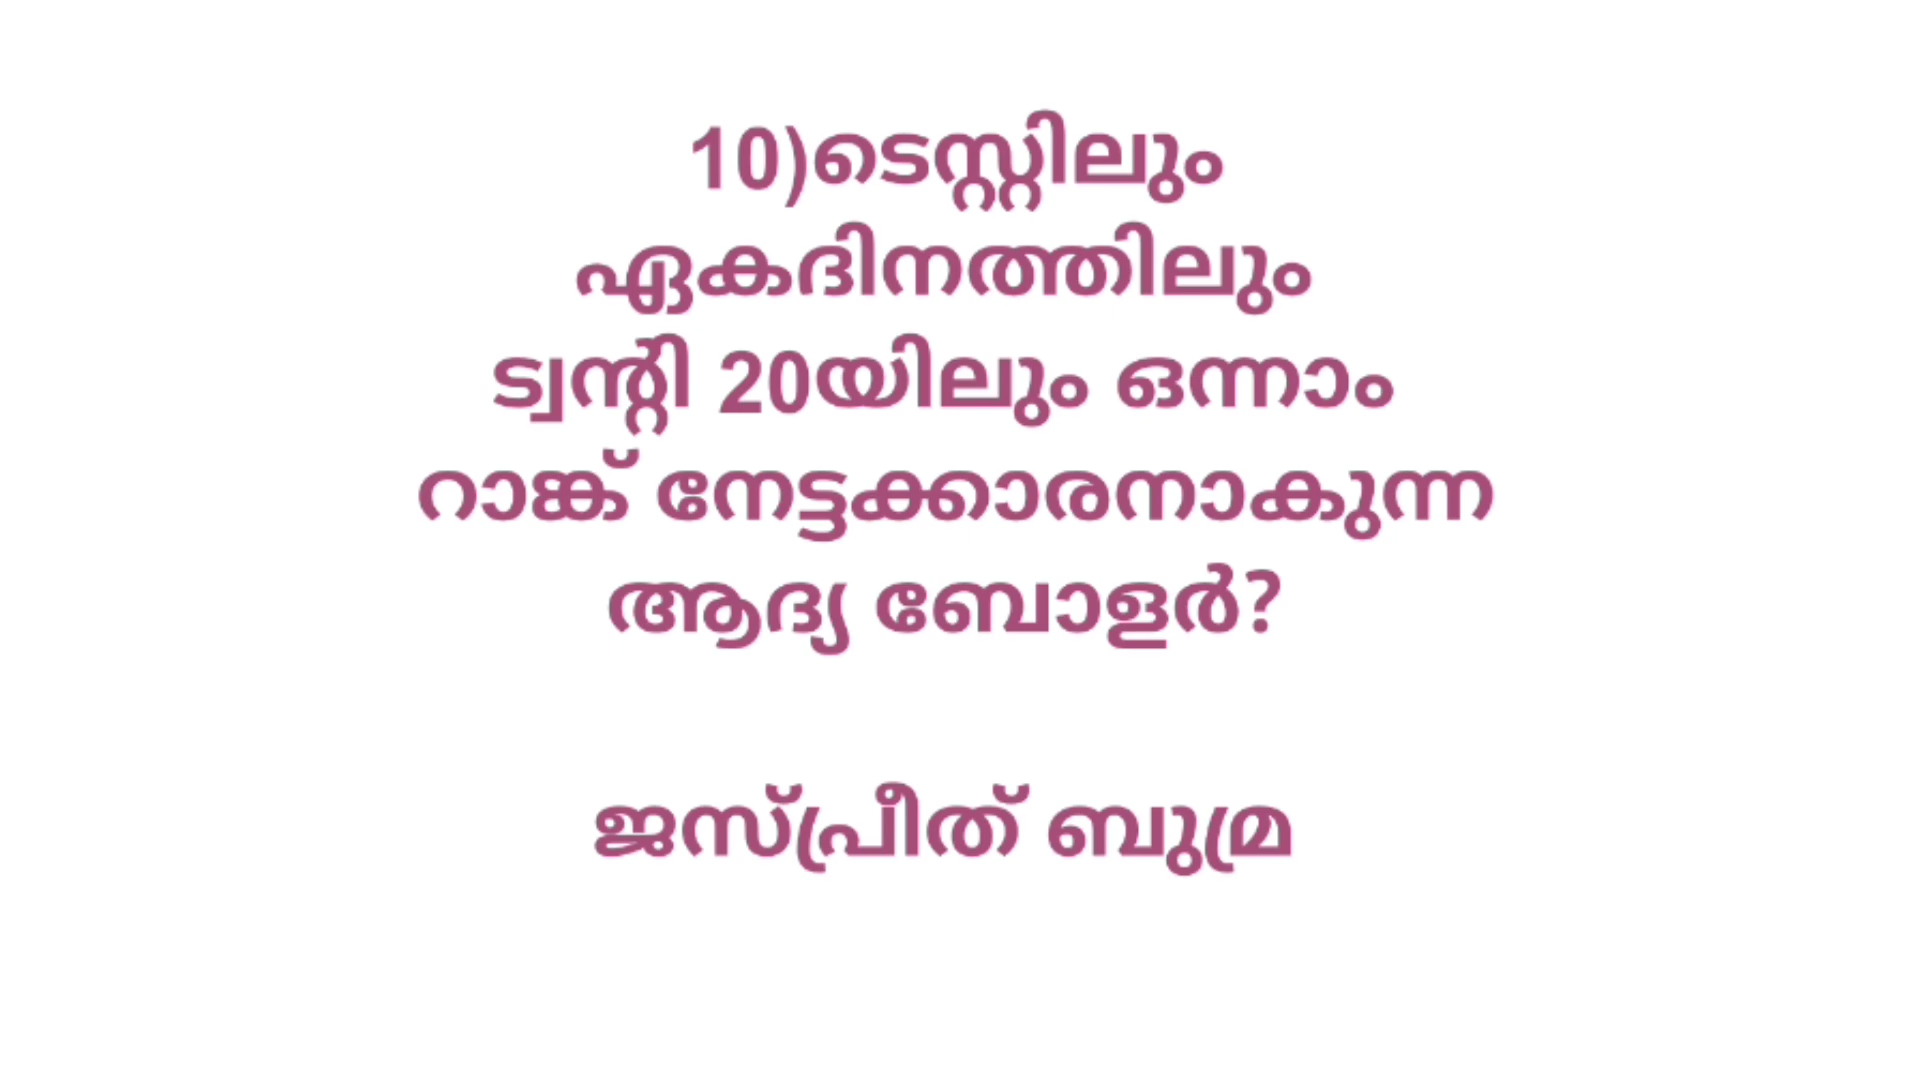 10)ടെസ്റ്റിലും
ഏകദിനത്തിലും
ട്വന്റി 20യിലും ഒന്നാം
റാങ്ക് നേട്ടക്കാരനാകുന്ന
ആദ്യ ബോളർ?
ജസ്പ്രീത് ബുമ്ര